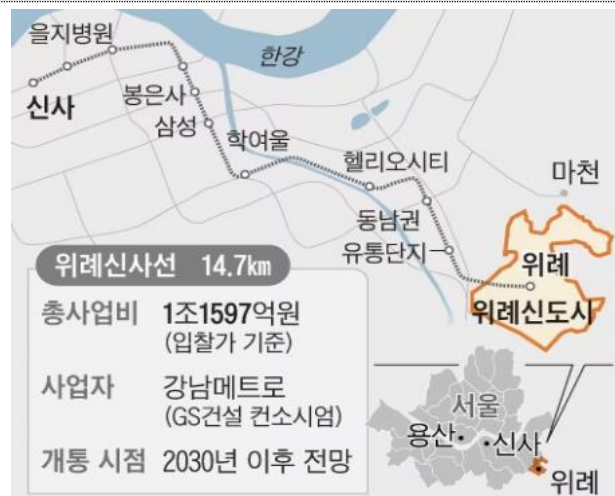 을지병원
한강
신사
봉은사
삼성
학여울
헬리오시티
마천
동남권
유통단지
위례
위례신도시
위례신사선 14.7km
총사업비 1조1597억원
(입찰가 기준)
사업자 강남메트로
(GS건설 컨소시엄)
개통 시점 2030년 이후 전망
서울
용산
신사
위례